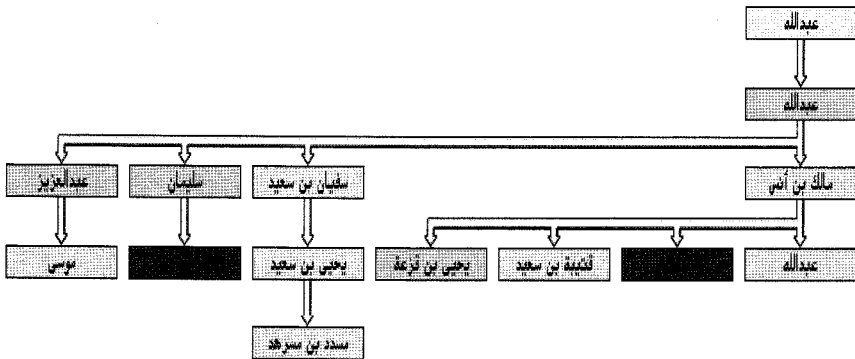 عبدالله
عبدالله
مالك بن أنس
سفيان بن سعيد
سليمان
عبدالعزيز
عبدالله
قتيبة بن سعيد
يحيى بن قزعة
يحيى بن سعيد
موسى
مسدد بن مسرهد